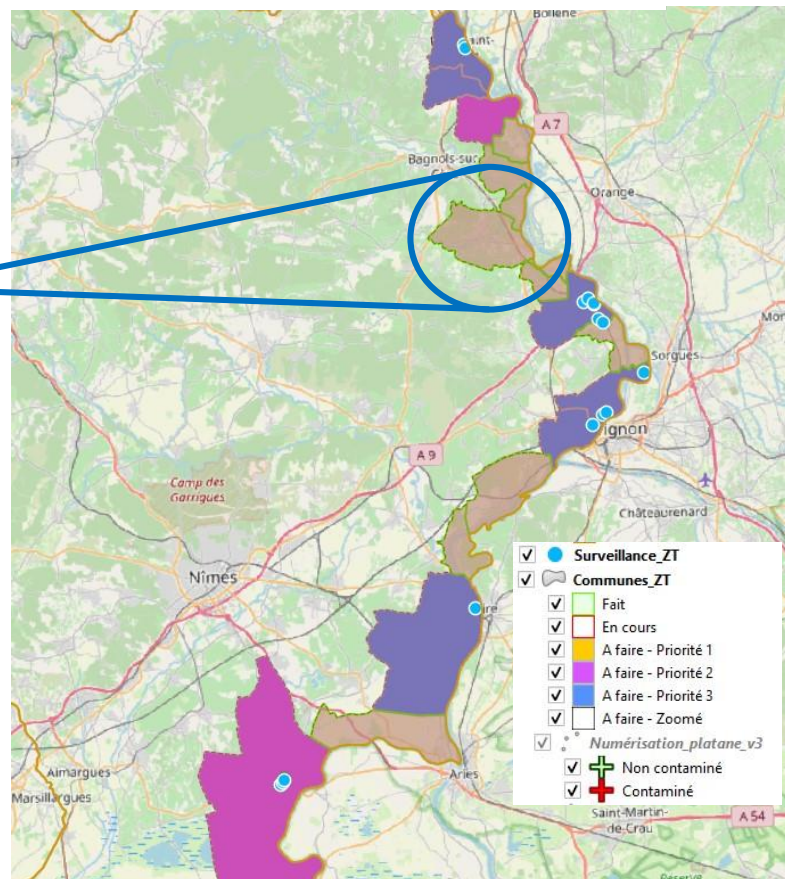 Bollène
A 7
Bagnols-sur-
Orange
Sorgues
ignon
A 9
Camp des
Garrigues
Châteaurenard
Nîmes
Surveillance_ZT
Communes_ZT
Fait
En cours
A faire - Priorité 1
A faire - Priorité 2
A faire - Priorité 3
A faire - Zoomé
Numérisation_platane_v3
Non contaminé
Contaminé
Aimargues
Marsillargues
Arles
Saint-Martin-
de-Crau
A 54